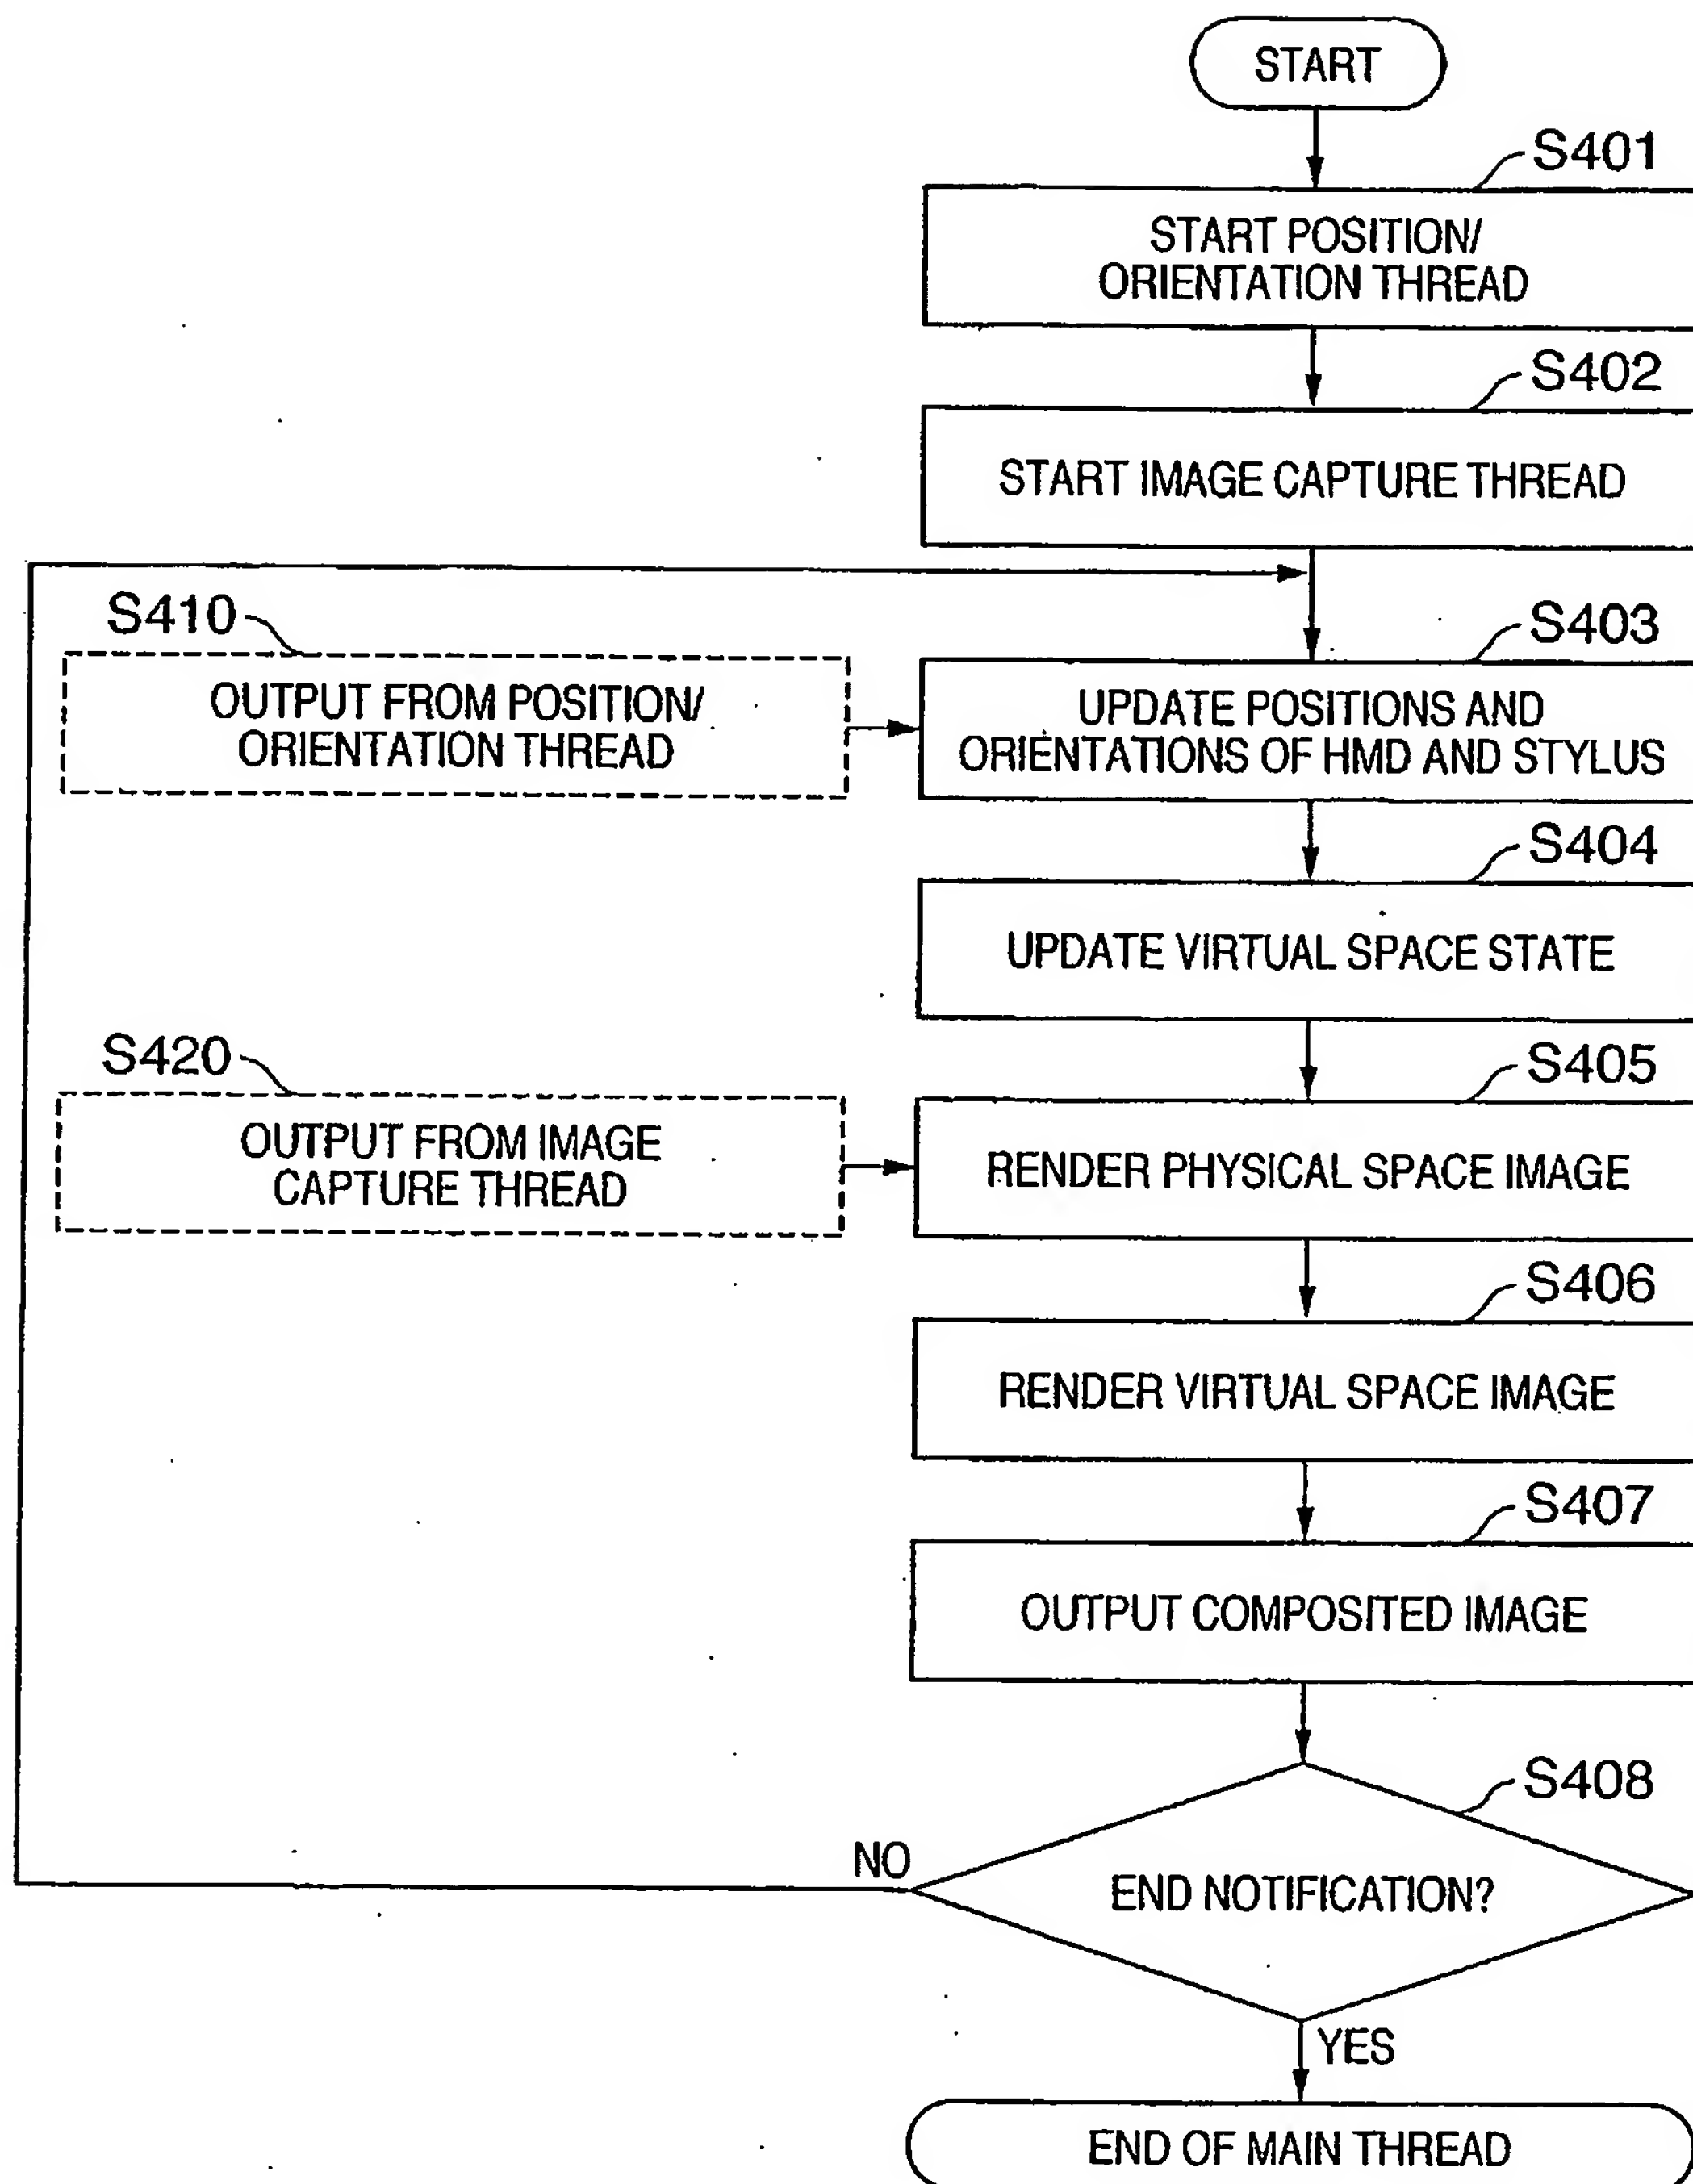 START
S401
START POSITION/
ORIENTATION THREAD
S402
START IMAGE CAPTURE THREAD
S410
OUTPUT FROM POSITION/
ORIENTATION THREAD
S403
UPDATE POSITIONS AND
ORIENTATIONS OF HMD AND STYLUS
S404
UPDATE VIRTUAL SPACE STATE
S420
OUTPUT FROM IMAGE
CAPTURE THREAD
S405
RENDER PHYSICAL SPACE IMAGE
S406
RENDER VIRTUAL SPACE IMAGE
S407
OUTPUT COMPOSITED IMAGE
S408
NO
END NOTIFICATION?
YES
END OF MAIN THREAD